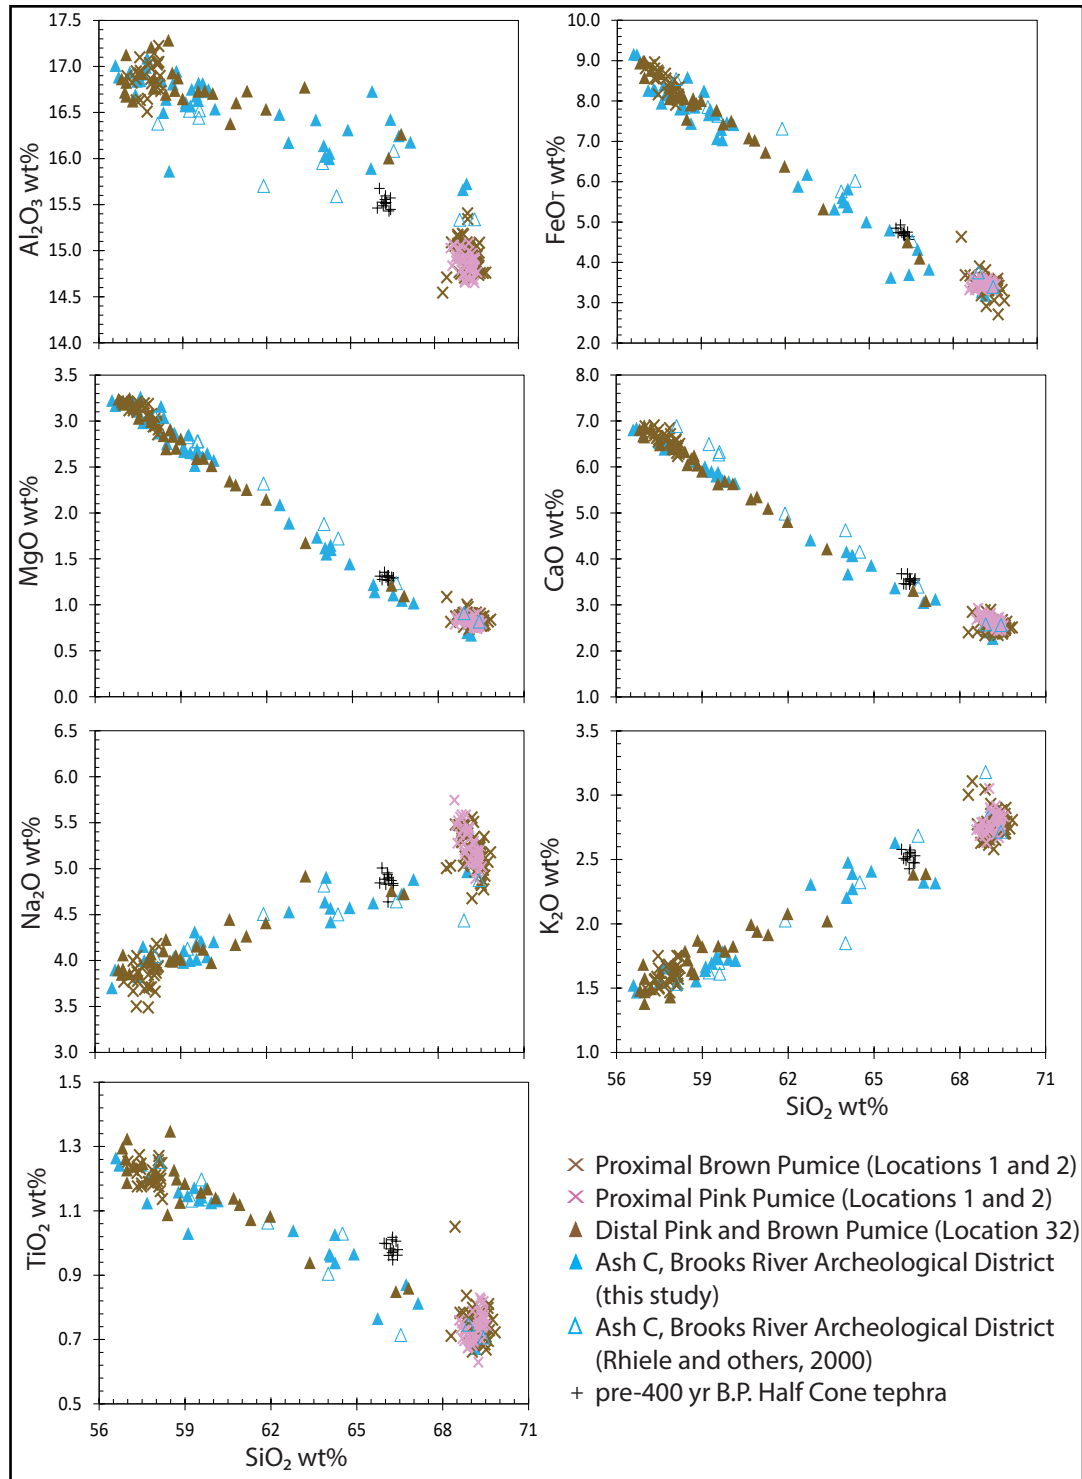 17.5
17.0
16.5
16.0
15.5
15.0
14.5
14.0
Al₂O₃ wt%
10.0
9.0
8.0
7.0
6.0
5.0
4.0
3.0
2.0
FeOT wt%
3.5
3.0
2.5
2.0
1.5
1.0
0.5
0.0
MgO wt%
8.0
7.0
6.0
5.0
4.0
3.0
2.0
1.0
CaO wt%
6.5
6.0
5.5
5.0
4.5
4.0
3.5
3.0
Na₂O wt%
3.5
3.0
2.5
2.0
1.5
1.0
K₂O wt%
56 59 62 65 68 71
SiO₂ wt%
1.5
1.3
1.1
0.9
0.7
0.5
TiO₂ wt%
56 59 62 65 68 71
SiO₂ wt%
Proximal Brown Pumice (Locations 1 and 2)
Proximal Pink Pumice (Locations 1 and 2)
Distal Pink and Brown Pumice (Location 32)
Ash C, Brooks River Archeological District
(this study)
Ash C, Brooks River Archeological District
(Rhiele and others, 2000)
pre-400 yr B.P. Half Cone tephra